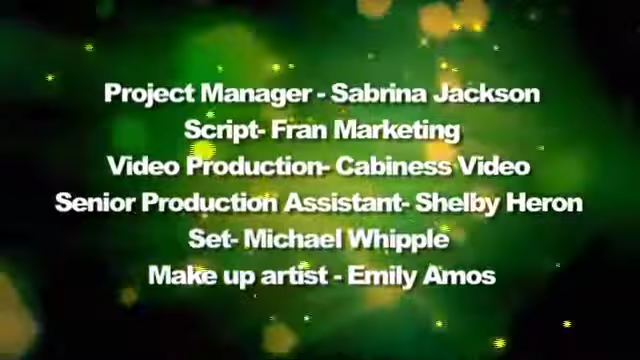 Project Manager - Sabrina Jackson
Script- Fran Marketing
Video Production- Cabiness Video
Senior Production Assistant- Shelby Heron
Set- Michael Whipple
Make up artist - Emily Amos